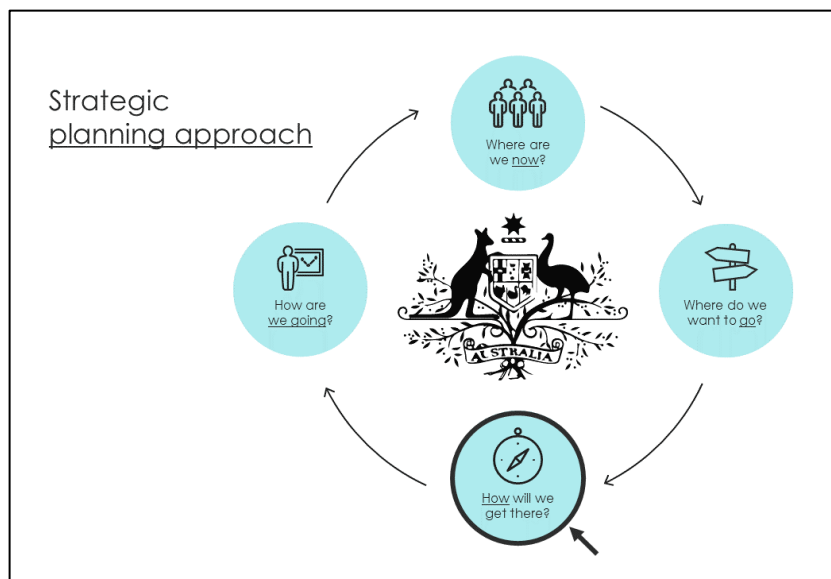 Strategic
planning approach
Where are
we now?
Where do we
want to go?
How will we
get there?
How are
we going?
AUSTRALIA